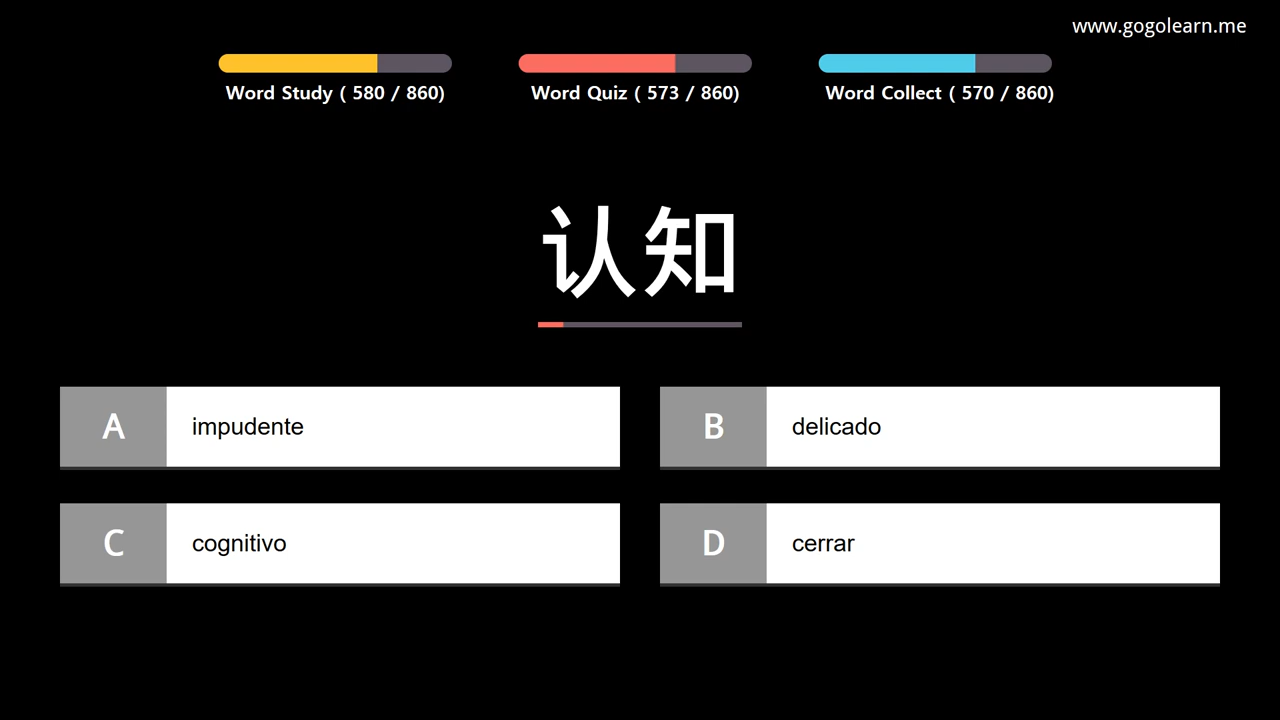 www.gogolearn.me
Word Study ( 580 / 860)
Word Quiz ( 573 / 860)
Word Collect ( 570 / 860)
认知
A impudente
B delicado
C cognitivo
D cerrar